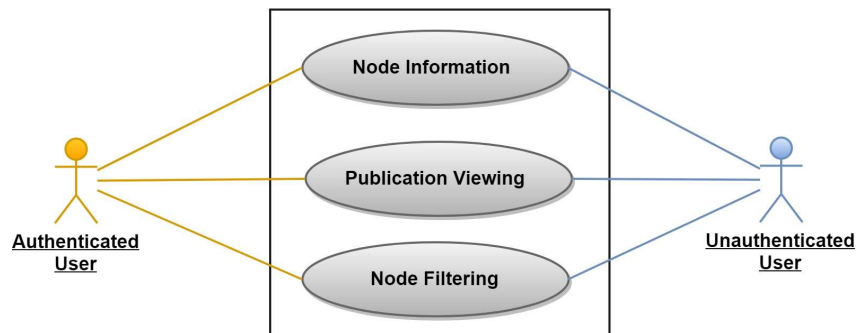 Node Information
Publication Viewing
Authenticated
User
Unauthenticated
User
Node Filtering